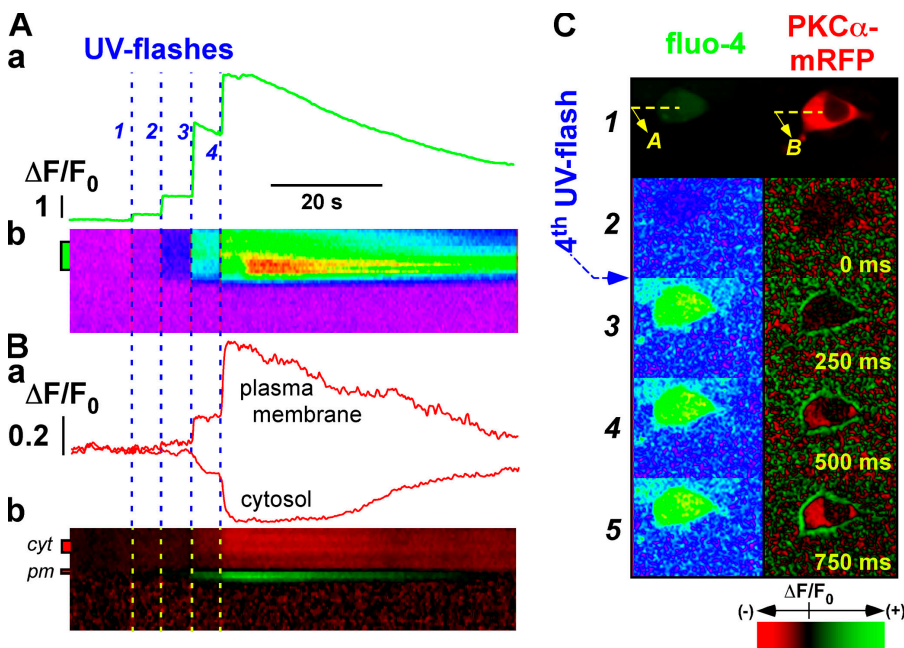 A
a
UV-flashes
1 2 3 4
ΔF/F0
1
20 s
b
B
a
ΔF/F0
0.2
plasma
membrane
cytosol
b
cyt
pm
C
fluo-4
PKCα-
mRFP
4th UV-flash
1
A
B
2
0 ms
3
250 ms
4
500 ms
5
750 ms
ΔF/F0
(-) (+)